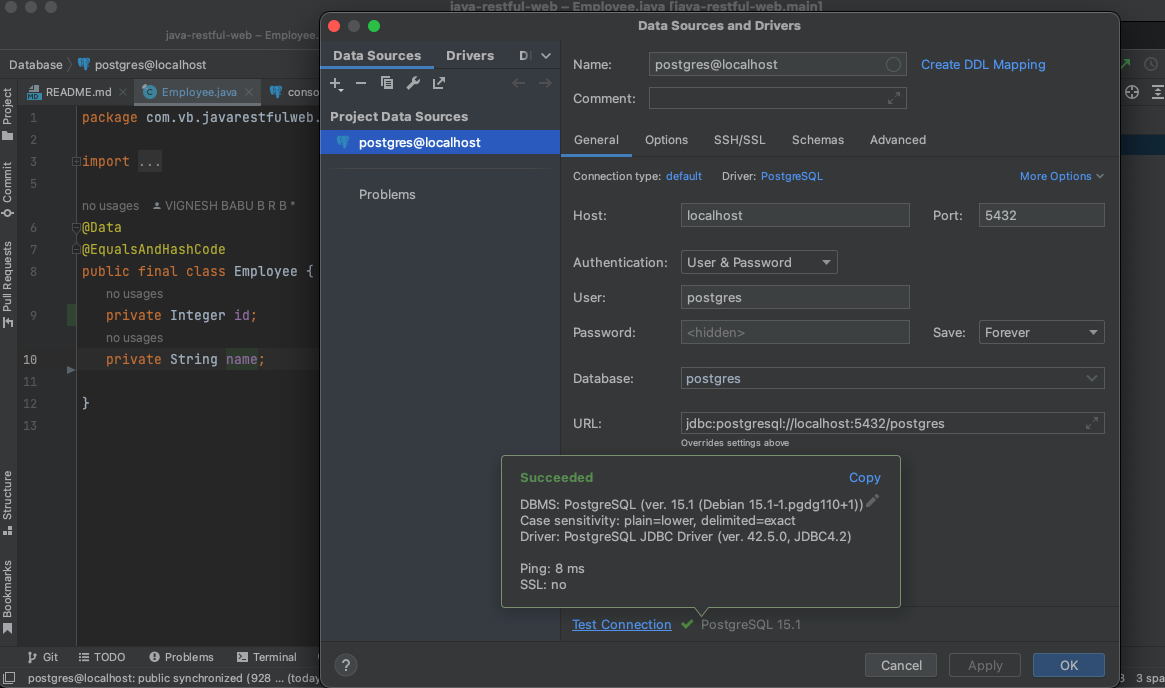 java-restful-web – Employee.java [java-restful-web.main]
java-restful-web – Employee.
Database
postgres@localhost
README.md
Employee.java
conso
Project
Commit
Pull Requests
Structure
Bookmarks
1 package com.vb.javarestfulweb.
2
3 import ...
5
no usages VIGNESH BABU B R B *
6 @Data
7 @EqualsAndHashCode
8 public final class Employee {
no usages
9 private Integer id;
no usages
10 private String name;
11
12 }
13
Git
TODO
Problems
Terminal
postgres@localhost: public synchronized (928 ... (today
3 spa
Data Sources and Drivers
Data Sources
Drivers
Project Data Sources
postgres@localhost
Problems
Name: postgres@localhost
Create DDL Mapping
Comment:
General
Options
SSH/SSL
Schemas
Advanced
Connection type: default
Driver: PostgreSQL
More Options
Host: localhost
Port: 5432
Authentication: User & Password
User: postgres
Password: <hidden>
Save: Forever
Database: postgres
URL: jdbc:postgresql://localhost:5432/postgres
Overrides settings above
Succeeded
Copy
DBMS: PostgreSQL (ver. 15.1 (Debian 15.1-1.pgdg110+1))
Case sensitivity: plain=lower, delimited=exact
Driver: PostgreSQL JDBC Driver (ver. 42.5.0, JDBC4.2)
Ping: 8 ms
SSL: no
Test Connection
PostgreSQL 15.1
?
Cancel
Apply
OK